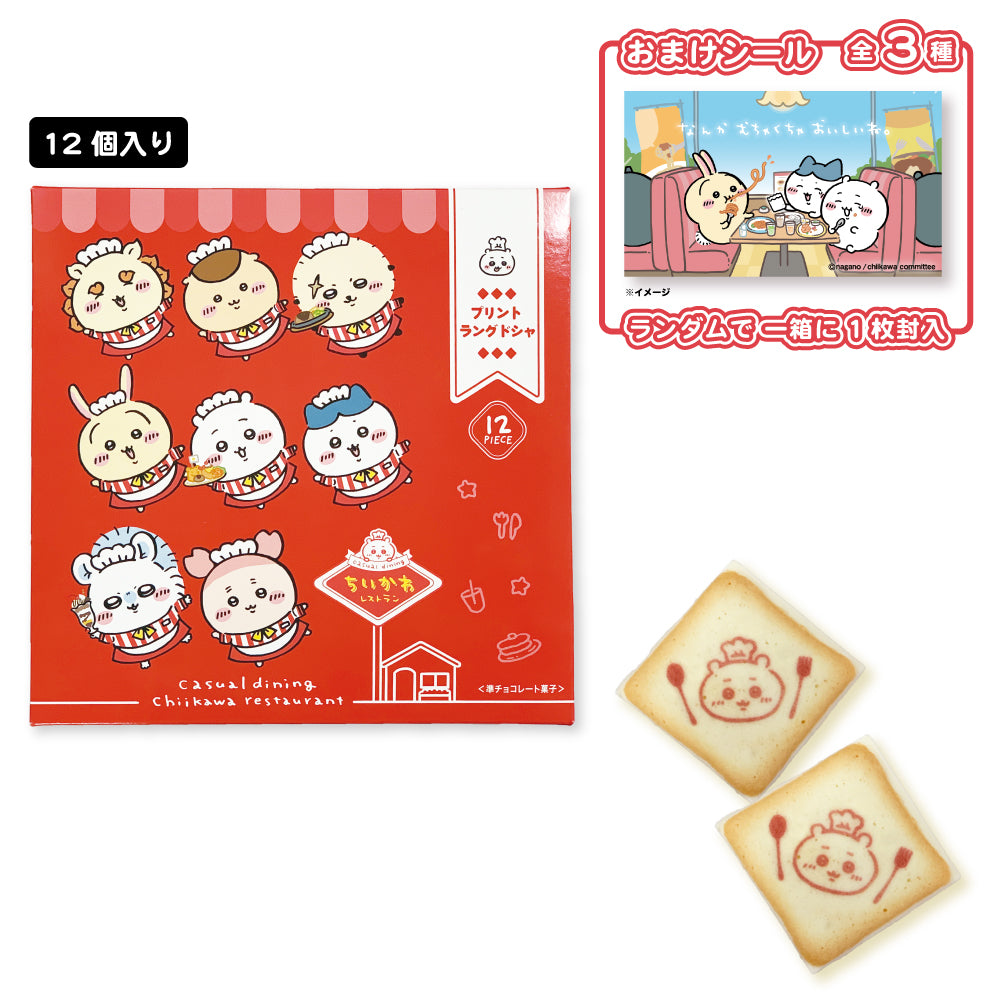 12個入り
プリント
ラングドシャ
12
PIECE
casual dining
ちいかわ
レストラン
casual dining
Chiikawa restaurant
<準チョコレート菓子>
おまけシール 全3種
なんか むちゃくちゃ おいしいね。
©nagano / chiikawa committee
※イメージ
ランダムで一箱に1枚封入